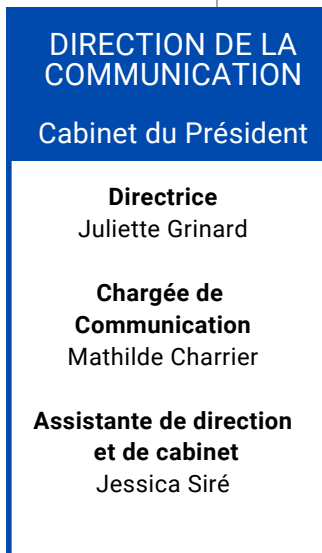 DIRECTION DE LA
COMMUNICATION
Cabinet du Président
Directrice
Juliette Grinard
Chargée de
Communication
Mathilde Charrier
Assistante de direction
et de cabinet
Jessica Siré